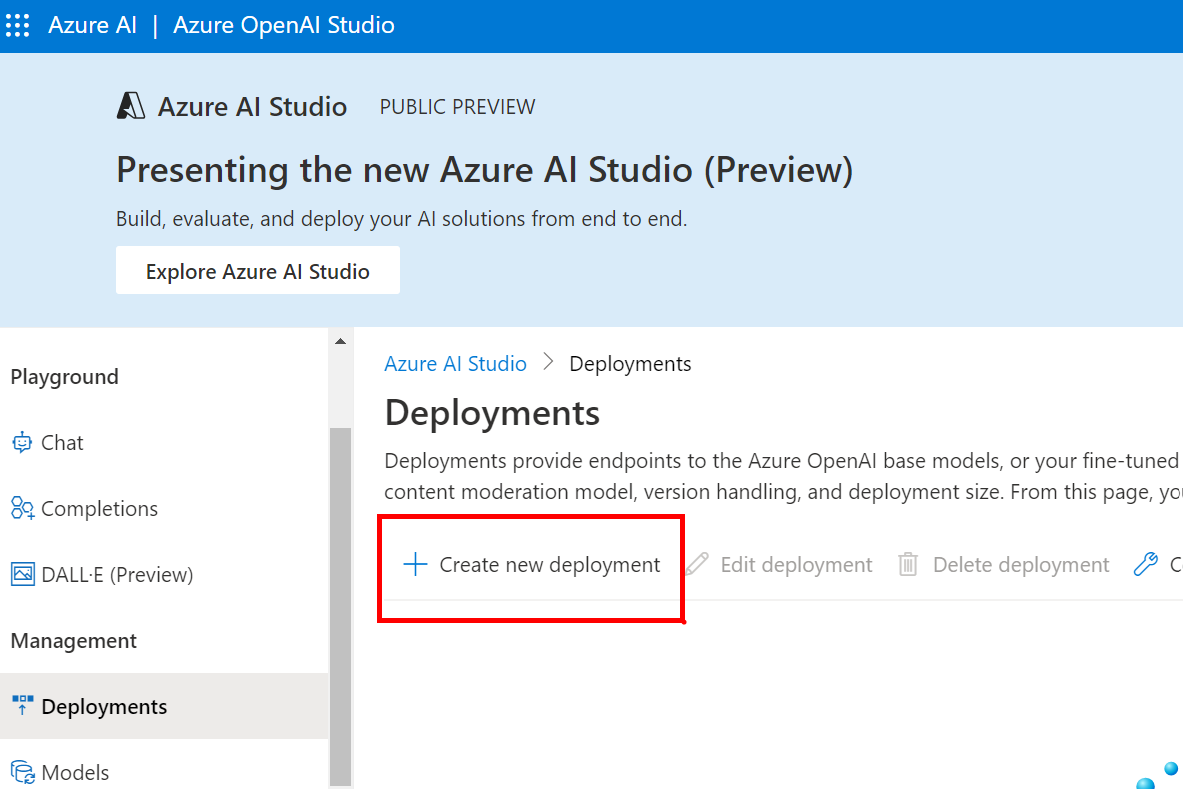 Azure AI | Azure OpenAI Studio
Azure AI Studio PUBLIC PREVIEW
Presenting the new Azure AI Studio (Preview)
Build, evaluate, and deploy your AI solutions from end to end.
Explore Azure AI Studio
Playground
Chat
Completions
DALL·E (Preview)
Management
Deployments
Models
Azure AI Studio > Deployments
Deployments
Deployments provide endpoints to the Azure OpenAI base models, or your fine-tuned
content moderation model, version handling, and deployment size. From this page,
Create new deployment Edit deployment Delete deployment